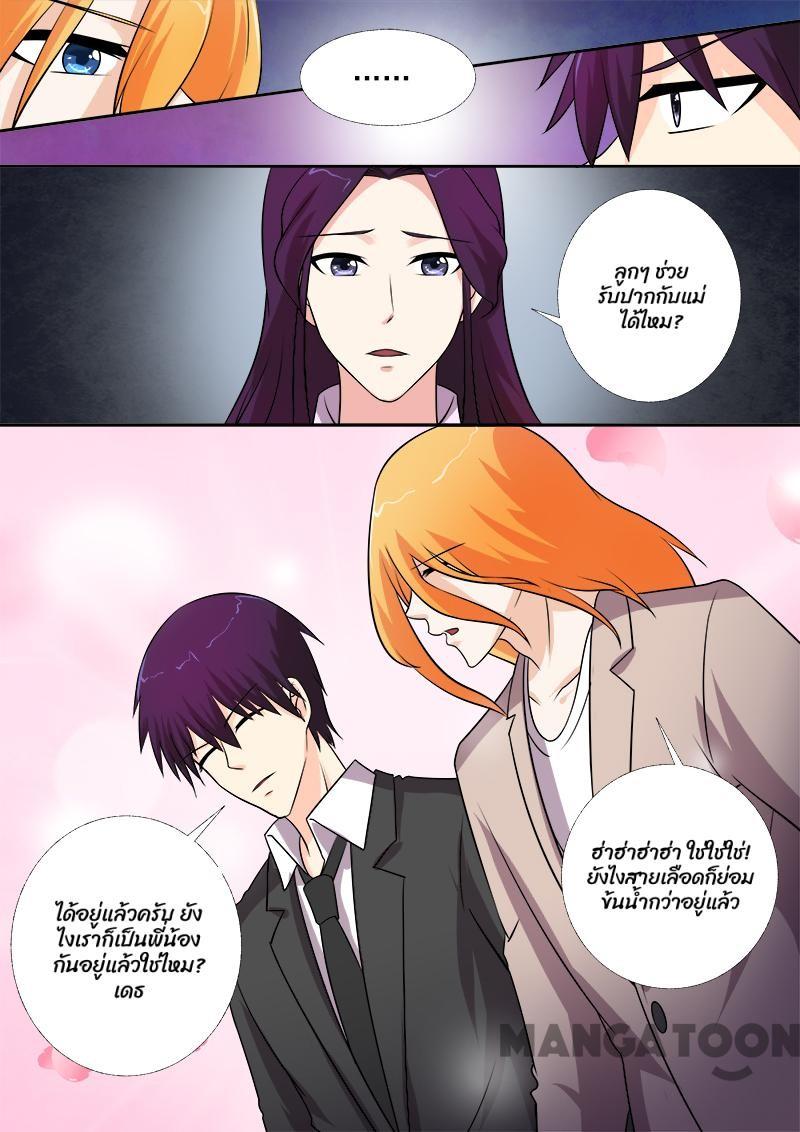 ......
ลูกๆ ช่วย
รับปากกับแม่
ได้ไหม?
ฮ่าฮ่าฮ่าฮ่า ใช่ใช่ใช่!
ยังไงสายเลือดก็ย่อม
ข้นน้ำกว่าอยู่แล้ว
ได้อยู่แล้วครับ ยัง
ไงเราก็เป็นพี่น้อง
กันอยู่แล้วใช่ไหม?
เดธ
MANGATOON